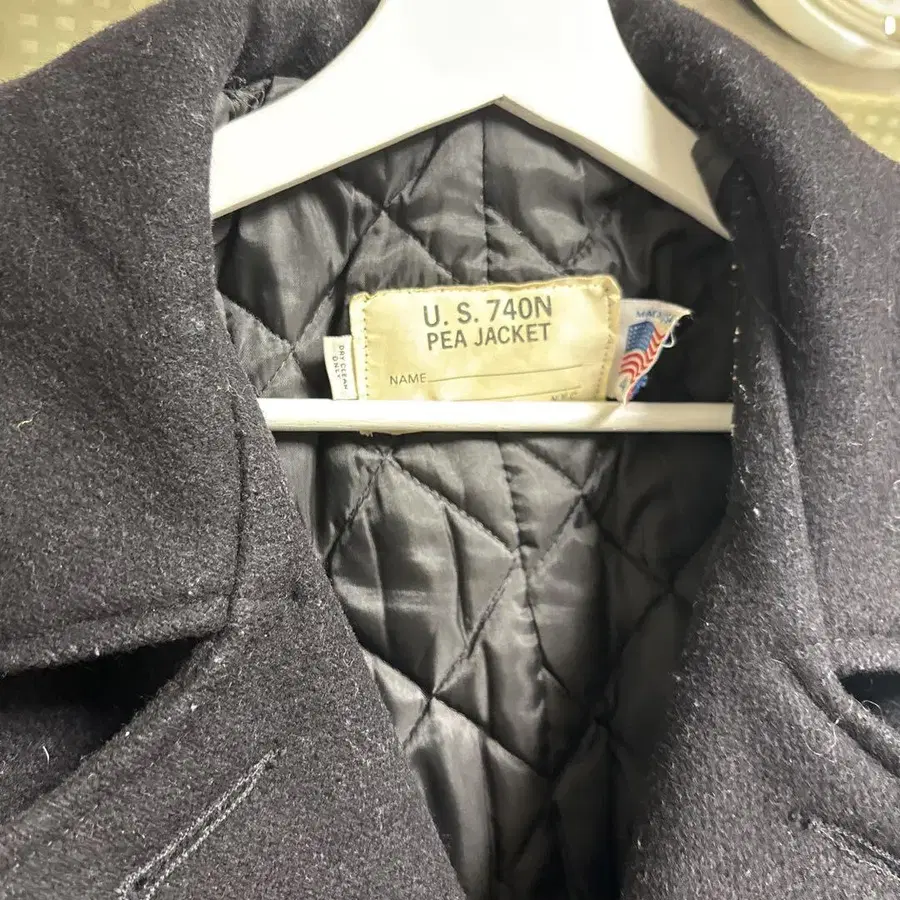 U. S. 740N
PEA JACKET
NAME
DRY CLEAN
ONLY